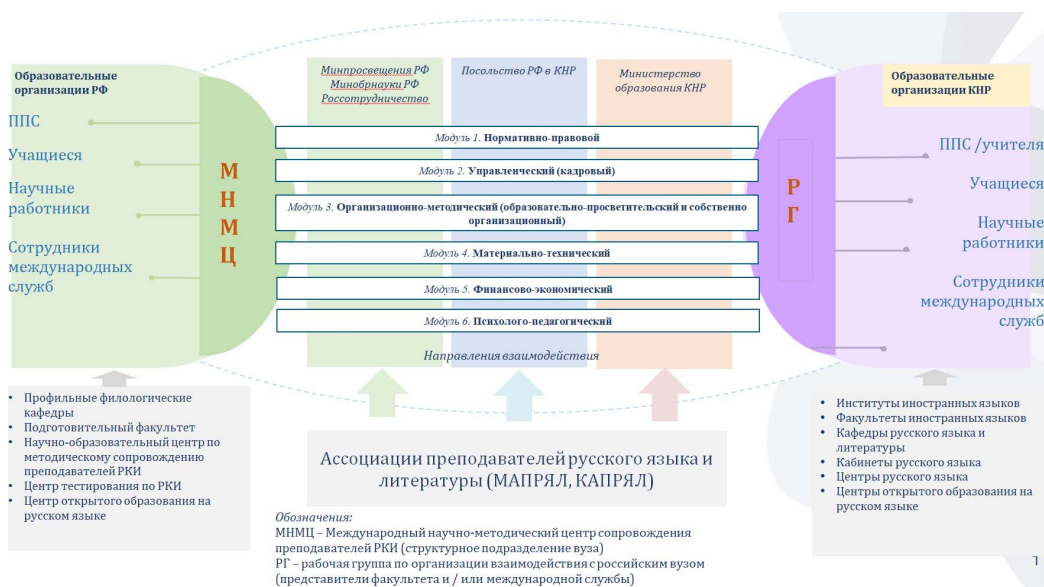 Образовательные
организации РФ
ППС
Учащиеся
Научные
работники
Сотрудники
международных
служб
М
Н
М
Ц
Минпросвещения РФ
Минобрнауки РФ
Россотрудничество
Посольство РФ в КНР
Министерство
образования КНР
Модуль 1. Нормативно-правовой
Модуль 2. Управленческий (кадровый)
Модуль 3. Организационно-методический (образовательно-просветительский и собственно
организационный)
Модуль 4. Материально-технический
Модуль 5. Финансово-экономический
Модуль 6. Психолого-педагогический
Направления взаимодействия
Р
Г
Образовательные
организации КНР
ППС /учителя
Учащиеся
Научные
работники
Сотрудники
международных
служб
• Профильные филологические
кафедры
• Подготовительный факультет
• Научно-образовательный центр по
методическому сопровождению
преподавателей РКИ
• Центр тестирования по РКИ
• Центр открытого образования на
русском языке
Ассоциации преподавателей русского языка и
литературы (МАПРЯЛ, КАПРЯЛ)
• Институты иностранных языков
• Факультеты иностранных языков
• Кафедры русского языка и
литературы
• Кабинеты русского языка
• Центры русского языка
• Центры открытого образования на
русском языке
Обозначения:
МНМЦ – Международный научно-методический центр сопровождения
преподавателей РКИ (структурное подразделение вуза)
РГ – рабочая группа по организации взаимодействия с российским вузом
(представители факультета и / или международной службы)
1